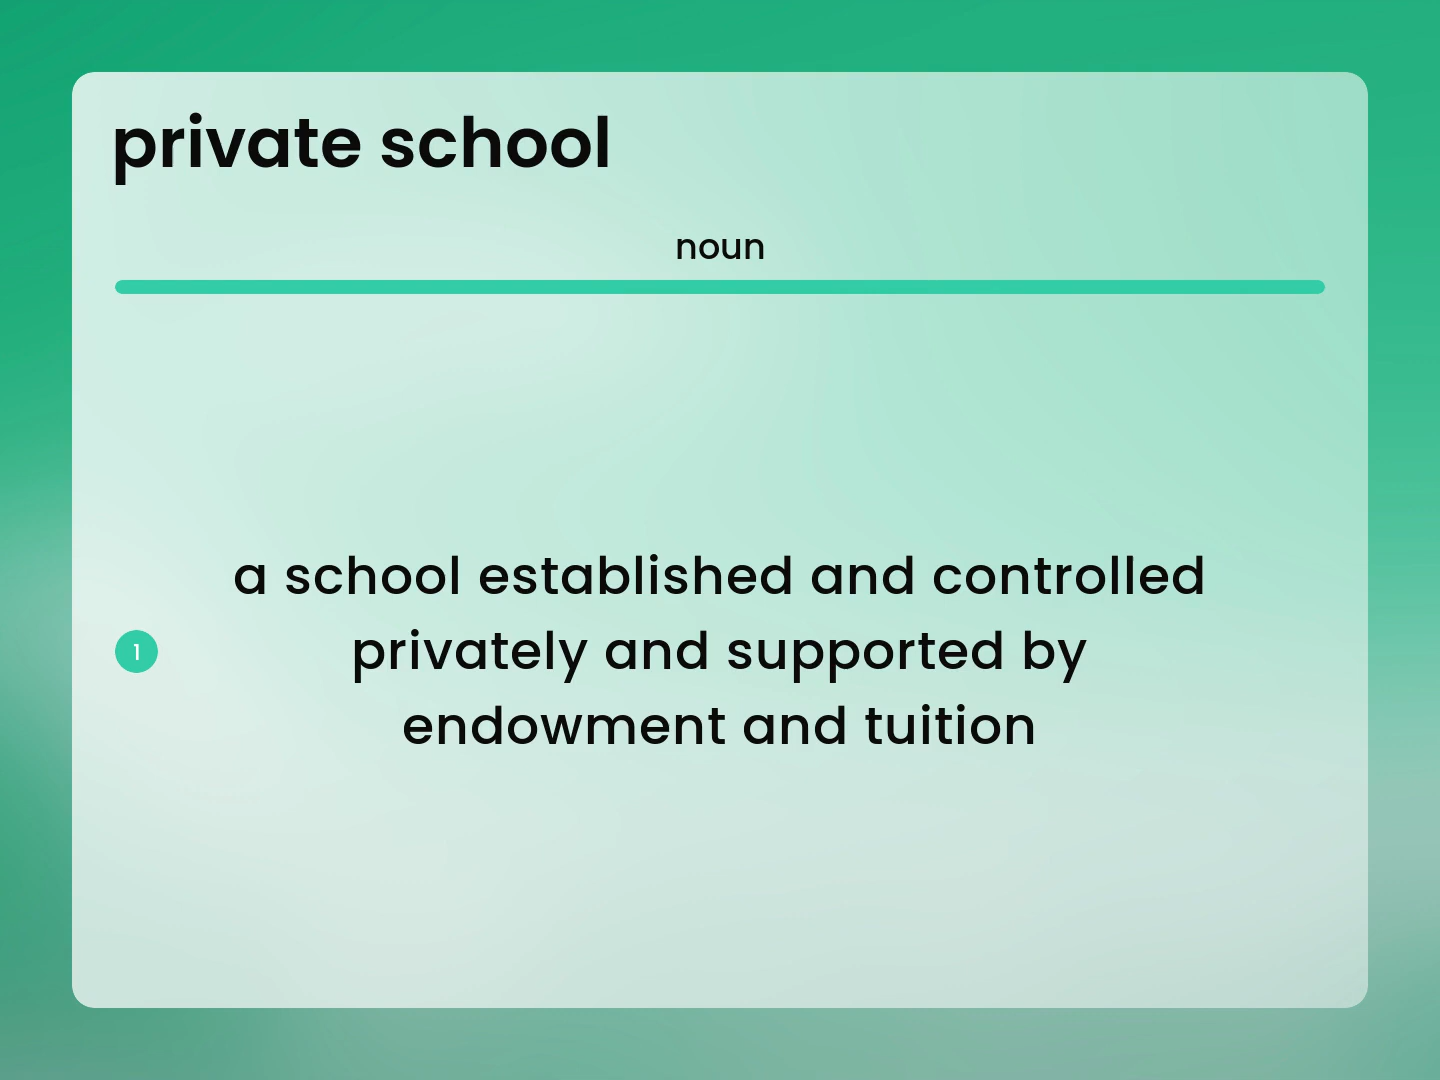 private school
noun
a school established and controlled
1
privately and supported by
endowment and tuition